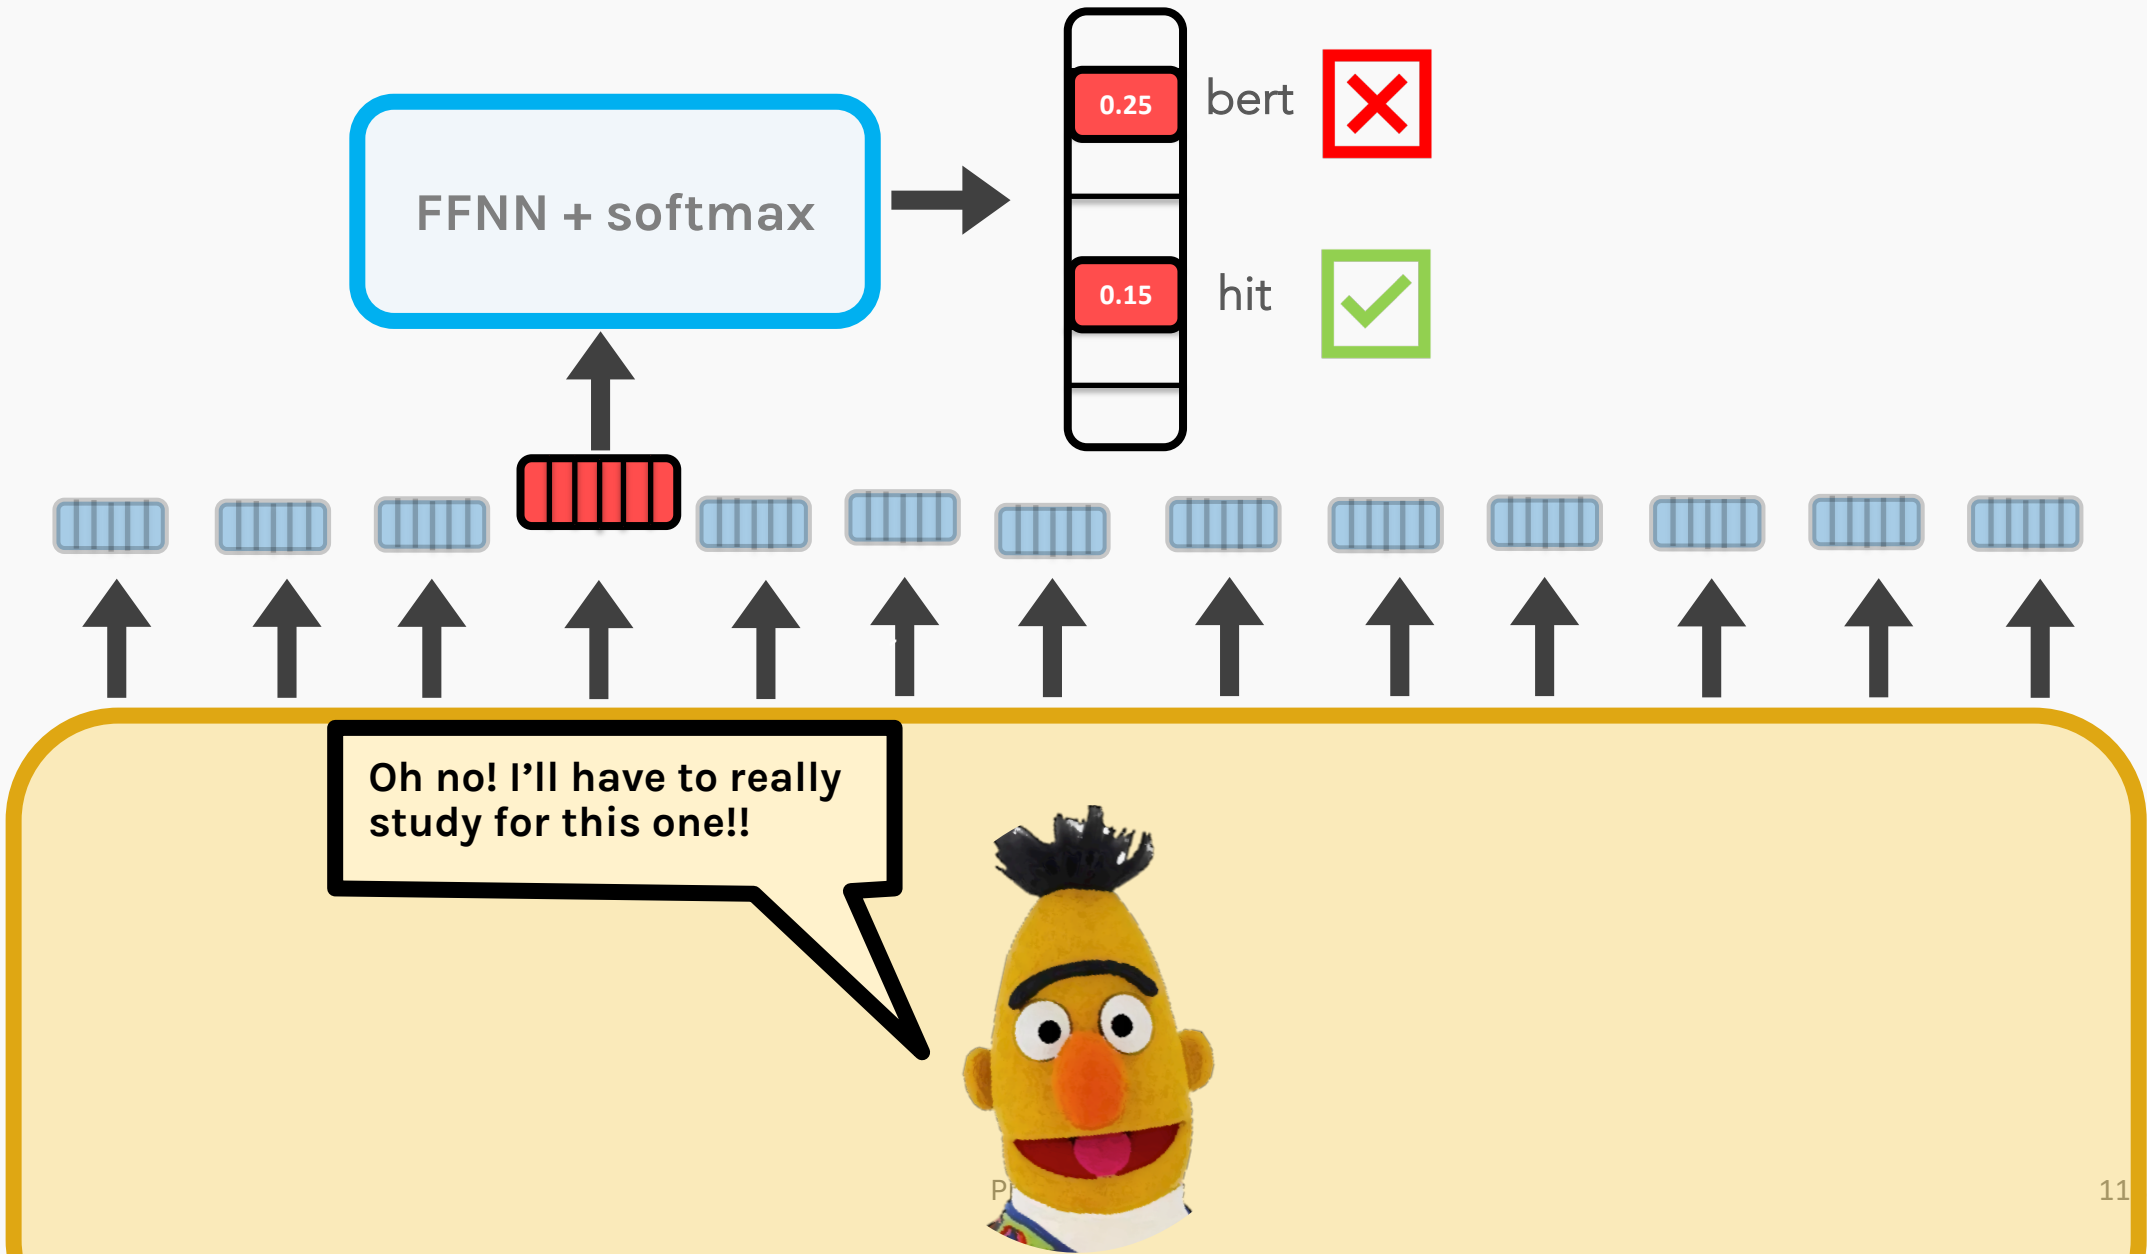 0.25 bert
FFNN + softmax
0.15 hit
Oh no! I'll have to really
study for this one!!
11